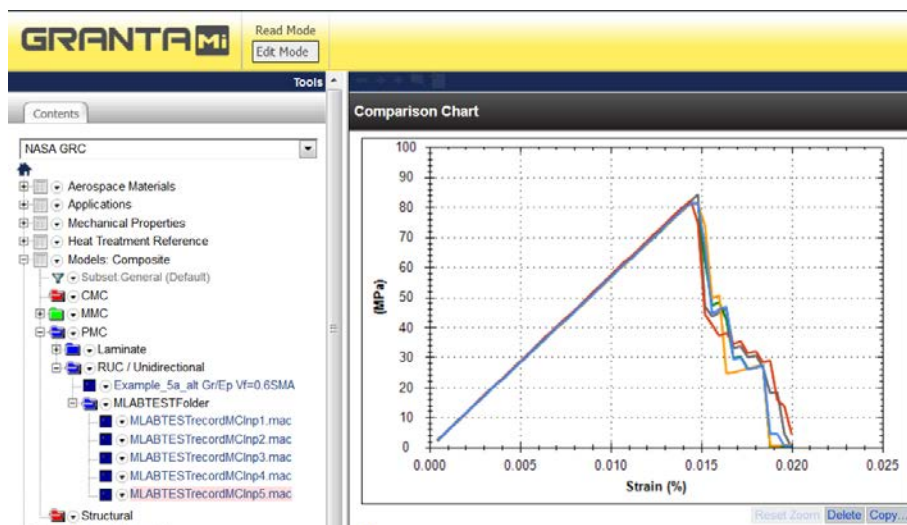 GRANTA Mi
Read Mode
Edit Mode
Tools
Contents
NASA GRC
Aerospace Materials
Applications
Mechanical Properties
Heat Treatment Reference
Models: Composite
Subset General (Default)
CMC
MMC
PMC
Laminate
RUC / Unidirectional
Example_5a_alt Gr/Ep Vf=0.6SMA
MLABTESTFolder
MLABTESTrecordMCInp1.mac
MLABTESTrecordMCInp2.mac
MLABTESTrecordMCInp3.mac
MLABTESTrecordMCInp4.mac
MLABTESTrecordMCInp5.mac
Structural
Comparison Chart
100
90
80
70
60
50
40
30
20
10
0
(MPa)
0.000 0.005 0.010 0.015 0.020 0.025
Strain (%)
Reset Zoom Delete Copy...